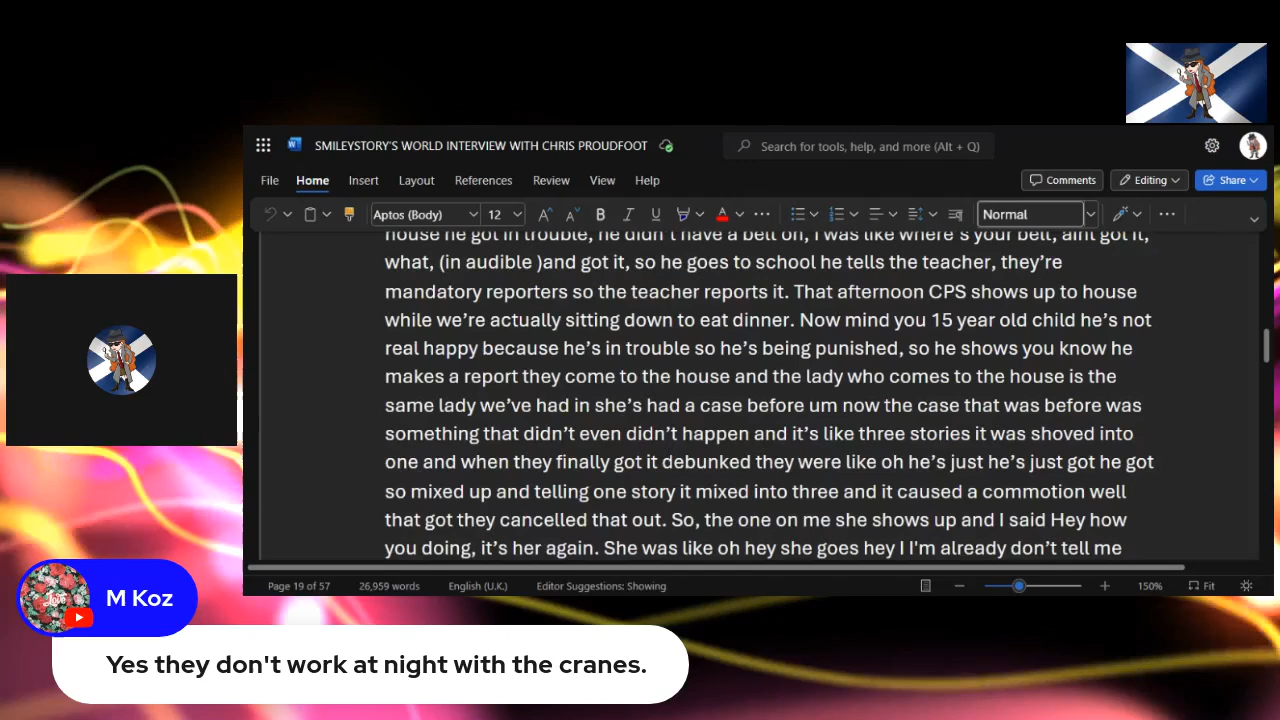 SMILEYSTORY'S WORLD INTERVIEW WITH CHRIS PROUDFOOT
Search for tools, help, and more (Alt + Q)
File Home Insert Layout References Review View Help
Comments Editing Share
Aptos (Body) 12 A A B I U A Normal
house he got in trouble, he didn't have a belt on, I was like where's your belt, aint got it,
what, (in audible )and got it, so he goes to school he tells the teacher, they're
mandatory reporters so the teacher reports it. That afternoon CPS shows up to house
while we're actually sitting down to eat dinner. Now mind you 15 year old child he's not
real happy because he's in trouble so he's being punished, so he shows you know he
makes a report they come to the house and the lady who comes to the house is the
same lady we've had in she's had a case before um now the case that was before was
something that didn't even didn't happen and it's like three stories it was shoved into
one and when they finally got it debunked they were like oh he's just he's just got he got
so mixed up and telling one story it mixed into three and it caused a commotion well
that got they cancelled that out. So, the one on me she shows up and I said Hey how
you doing, it's her again. She was like oh hey she goes hey I I'm already don't tell me
Page 19 of 57 26,959 words English (U.K.) Editor Suggestions: Showing 150% Fit
M Koz
Yes they don't work at night with the cranes.